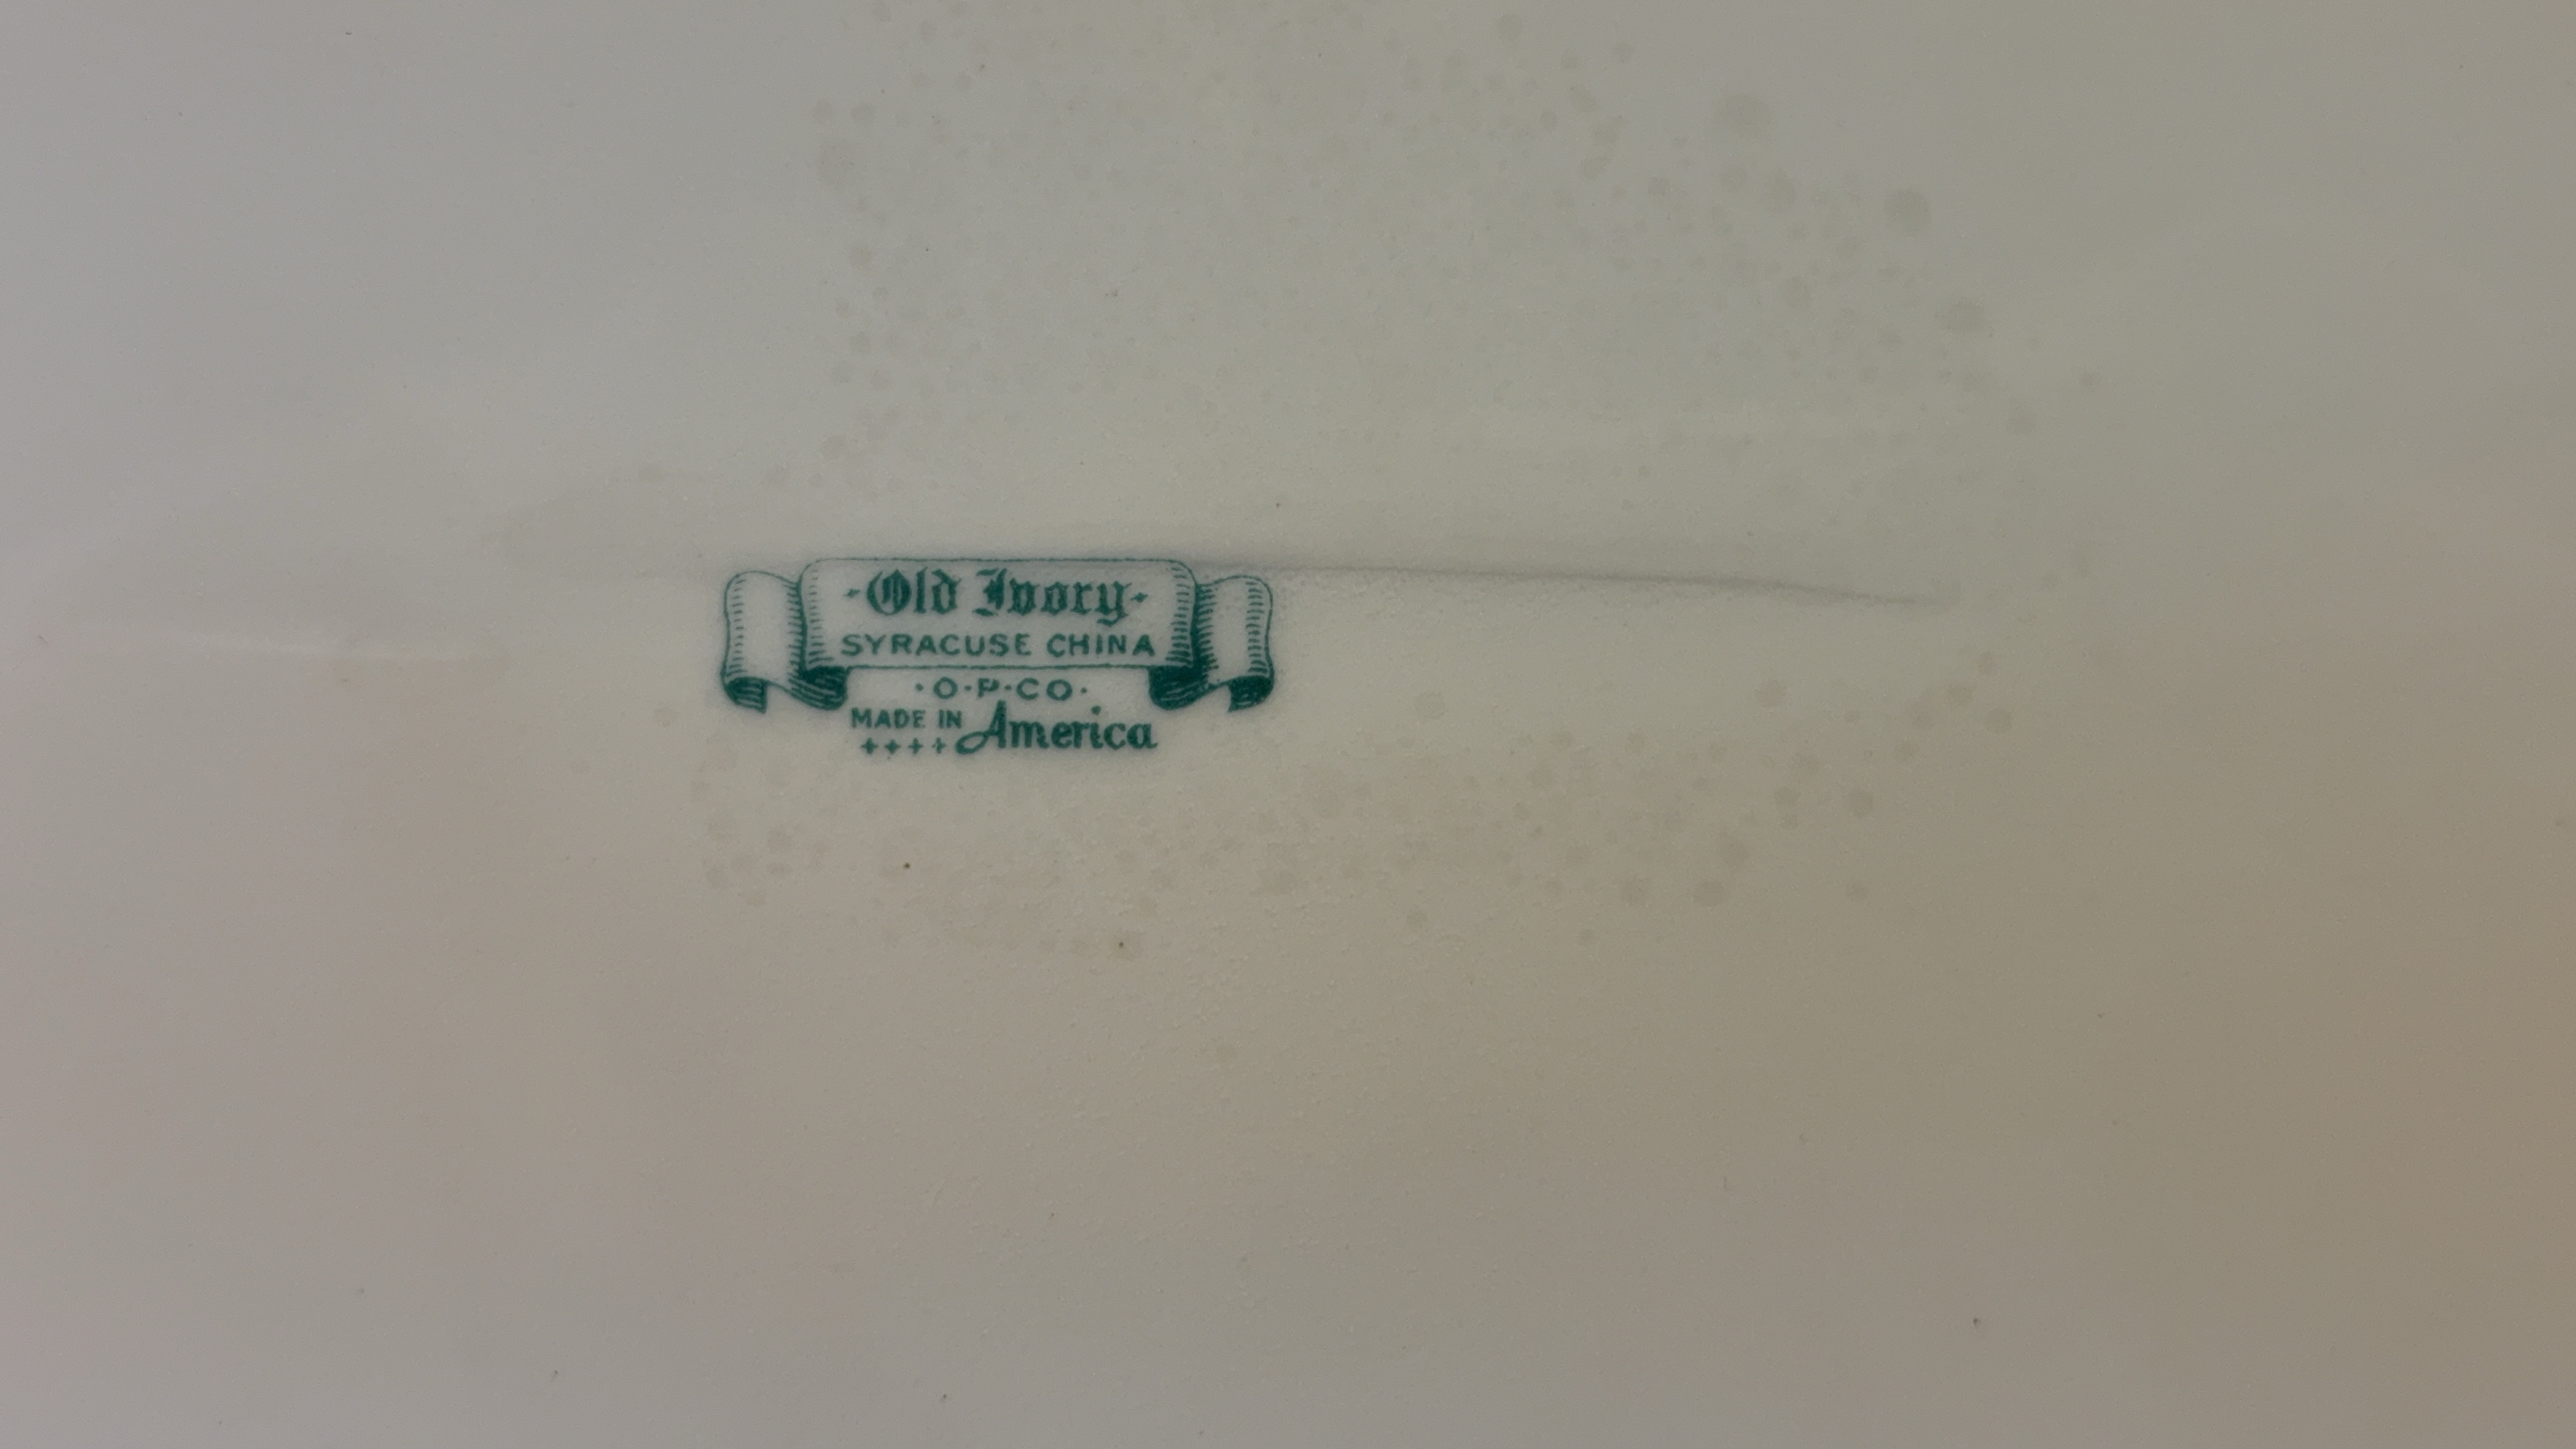 ·Old Ivory·
SYRACUSE CHINA
·O·P·CO·
MADE IN America
++++